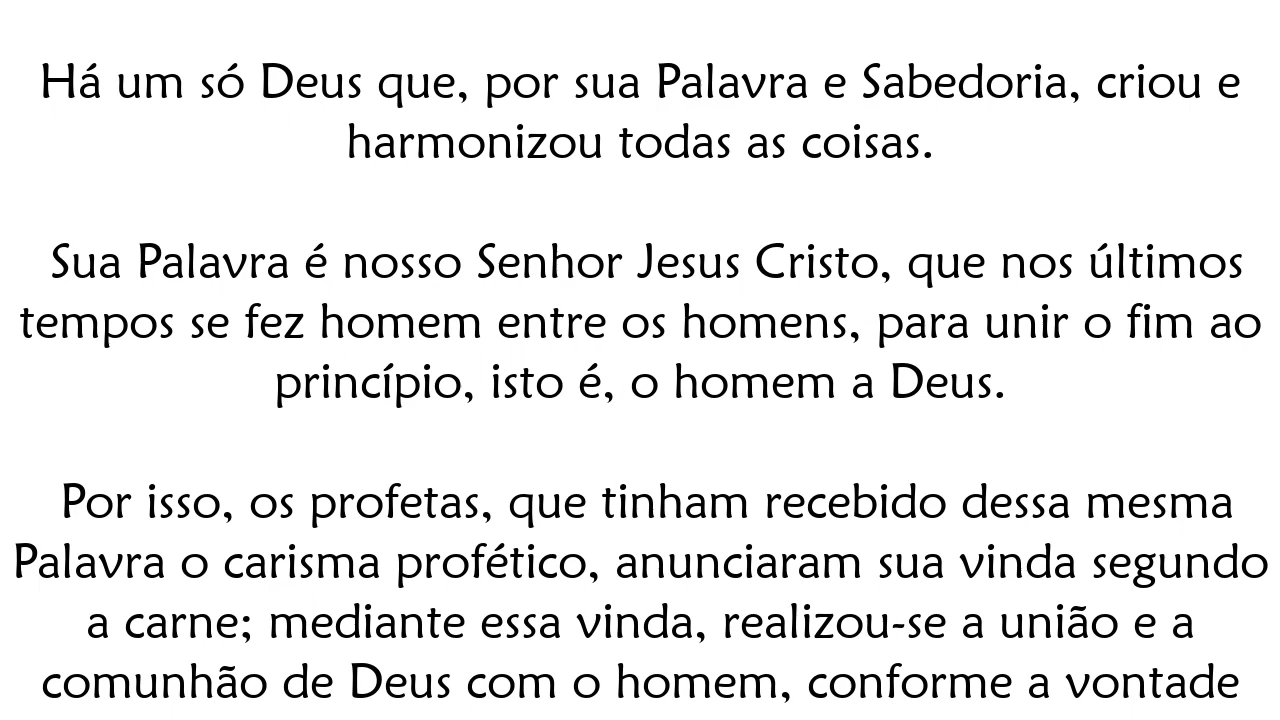 Há um só Deus que, por sua Palavra e Sabedoria, criou e
harmonizou todas as coisas.
Sua Palavra é nosso Senhor Jesus Cristo, que nos últimos
tempos se fez homem entre os homens, para unir o fim ao
princípio, isto é, o homem a Deus.
Por isso, os profetas, que tinham recebido dessa mesma
Palavra o carisma profético, anunciaram sua vinda segundo
a carne; mediante essa vinda, realizou-se a união e a
comunhão de Deus com o homem, conforme a vontade